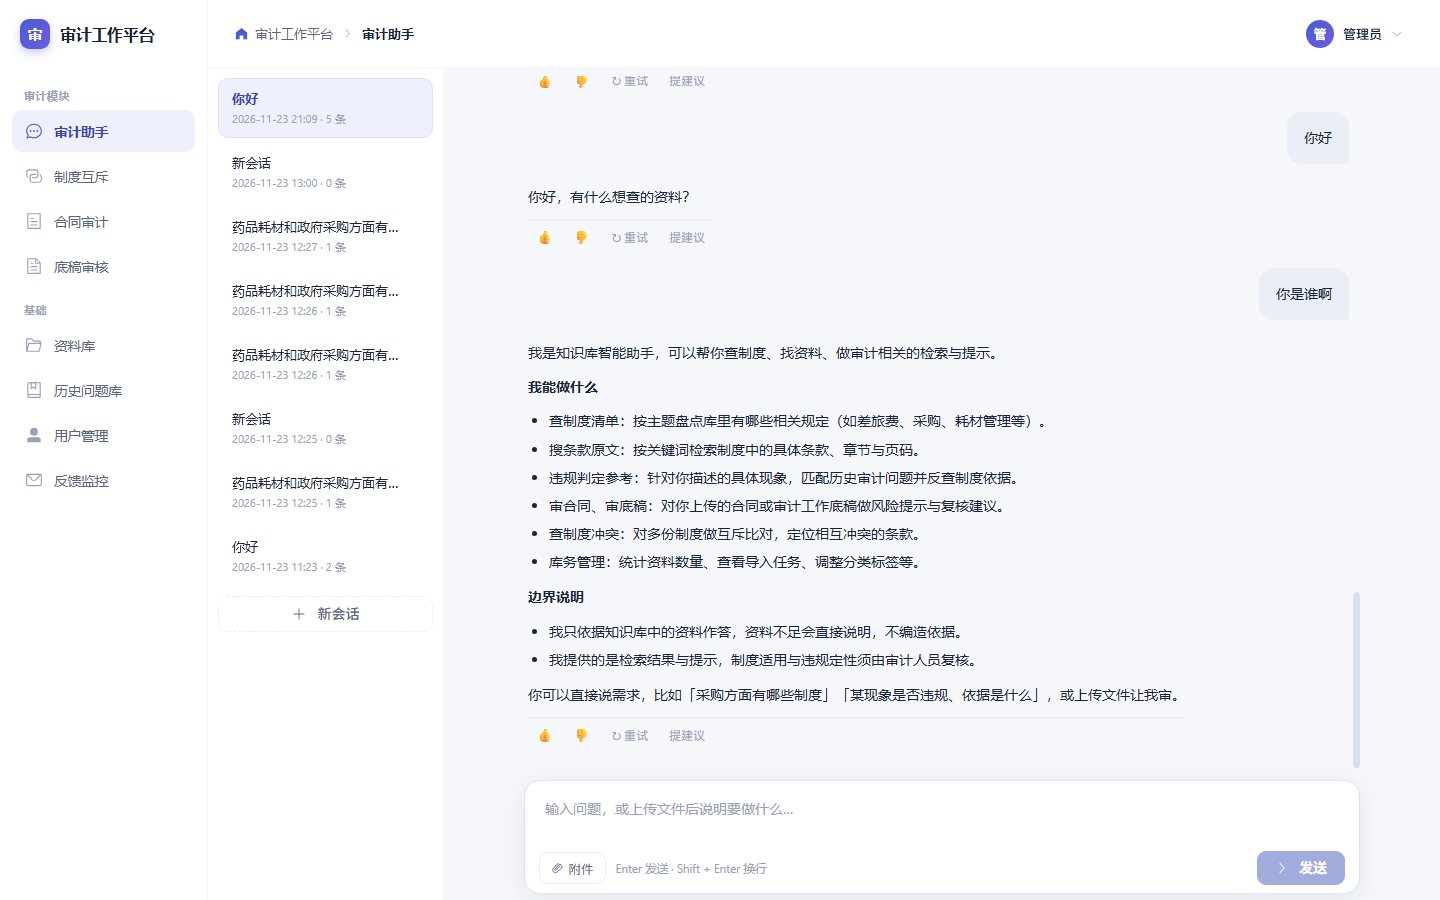 审 审计工作平台
审计模块
审计助手
制度互斥
合同审计
底稿审核
基础
资料库
历史问题库
用户管理
反馈监控
审计工作平台 > 审计助手
管 管理员
你好
2026-11-23 21:09 · 5 条
新会话
2026-11-23 13:00 · 0 条
药品耗材和政府采购方面有...
2026-11-23 12:27 · 1 条
药品耗材和政府采购方面有...
2026-11-23 12:26 · 1 条
药品耗材和政府采购方面有...
2026-11-23 12:26 · 1 条
新会话
2026-11-23 12:25 · 0 条
药品耗材和政府采购方面有...
2026-11-23 12:25 · 1 条
你好
2026-11-23 11:23 · 2 条
+ 新会话
👍 👎 ↻ 重试 提建议
你好
你好，有什么想查的资料？
👍 👎 ↻ 重试 提建议
你是谁啊
我是知识库智能助手，可以帮你查制度、找资料、做审计相关的检索与提示。
我能做什么
• 查制度清单：按主题盘点库里有哪些相关规定（如差旅费、采购、耗材管理等）。
• 搜条款原文：按关键词检索制度中的具体条款、章节与页码。
• 违规判定参考：针对你描述的具体现象，匹配历史审计问题并反查制度依据。
• 审合同、审底稿：对你上传的合同或审计工作底稿做风险提示与复核建议。
• 查制度冲突：对多份制度做互斥比对，定位相互冲突的条款。
• 库务管理：统计资料数量、查看导入任务、调整分类标签等。
边界说明
• 我只依据知识库中的资料作答，资料不足会直接说明，不编造依据。
• 我提供的是检索结果与提示，制度适用与违规定性须由审计人员复核。
你可以直接说需求，比如「采购方面有哪些制度」「某现象是否违规、依据是什么」，或上传文件让我审。
👍 👎 ↻ 重试 提建议
输入问题，或上传文件后说明要做什么...
附件 Enter 发送 · Shift + Enter 换行
发送